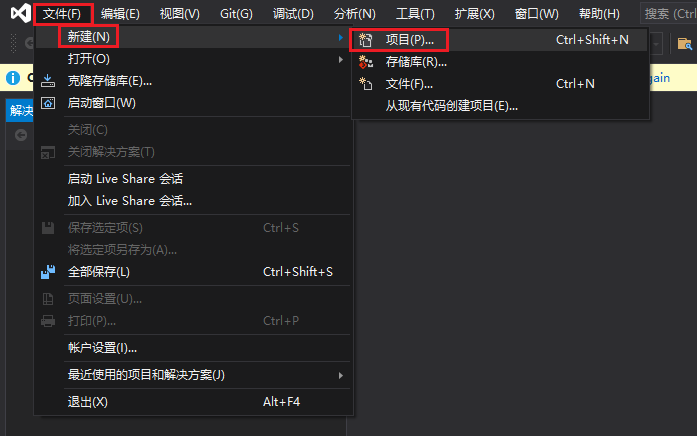 文件(F) 编辑(E) 视图(V) Git(G) 调试(D) 分析(N) 工具(T) 扩展(X) 窗口(W) 帮助(H) 搜索 (Ctrl
新建(N)
项目(P)... Ctrl+Shift+N
打开(O)
存储库(R)...
克隆存储库(E)...
文件(F)... Ctrl+N
gain
启动窗口(W)
从现有代码创建项目(E)...
解决
关闭(C)
关闭解决方案(T)
启动 Live Share 会话
加入 Live Share 会话...
保存选定项(S) Ctrl+S
将选定项另存为(A)...
全部保存(L) Ctrl+Shift+S
页面设置(U)...
打印(P)... Ctrl+P
帐户设置(I)...
最近使用的项目和解决方案(J)
退出(X) Alt+F4